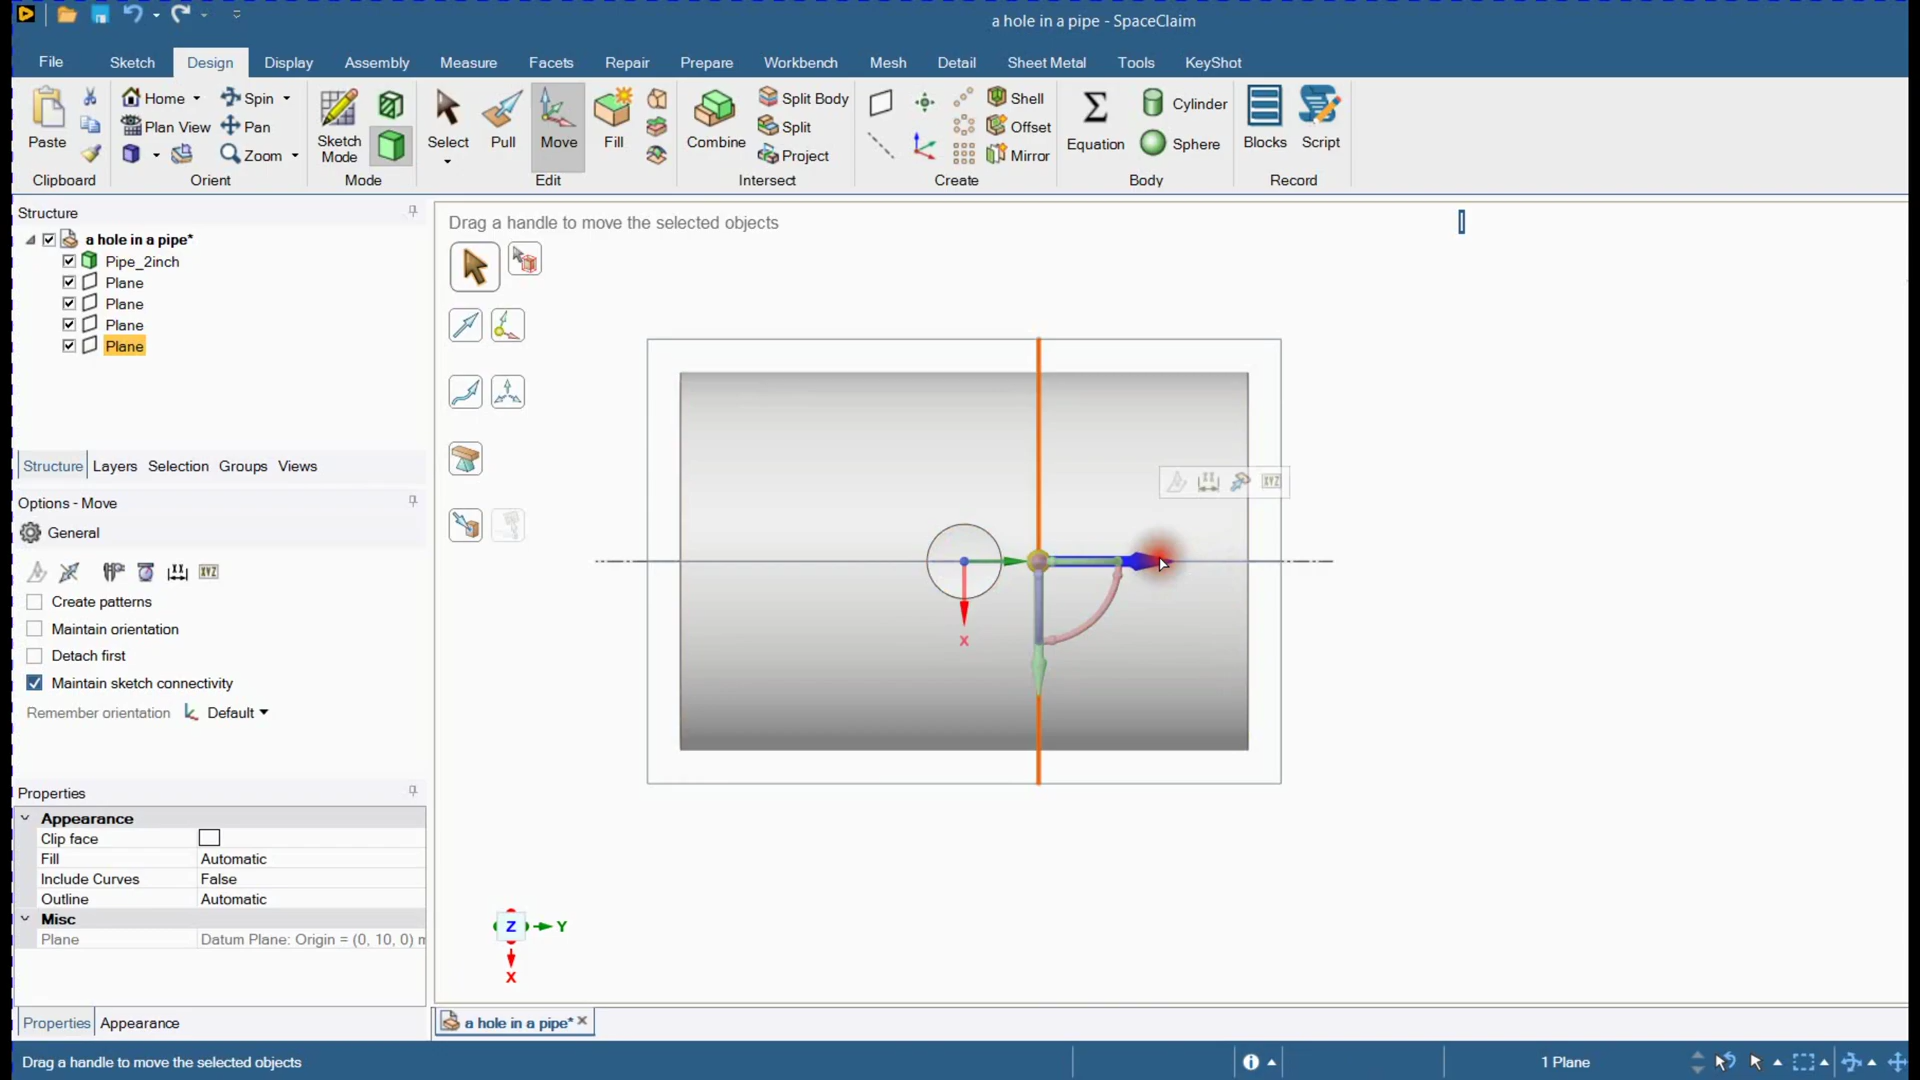 a hole in a pipe - SpaceClaim
File Sketch Design Display Assembly Measure Facets Repair Prepare Workbench Mesh Detail Sheet Metal Tools KeyShot
Home Spin Split Body Shell Cylinder
Plan View Pan Split Offset
Zoom Project Mirror Sphere
Paste Sketch Mode Select Pull Move Fill Combine Equation Blocks Script
Clipboard Orient Mode Edit Intersect Create Body Record
Structure
a hole in a pipe*
Pipe_2inch
Plane
Plane
Plane
Plane
Structure Layers Selection Groups Views
Options - Move
General
XYZ
Create patterns
Maintain orientation
Detach first
Maintain sketch connectivity
Remember orientation Default
Properties
Appearance
Clip face
Fill Automatic
Include Curves False
Outline Automatic
Misc
Plane Datum Plane: Origin = (0, 10, 0) m
Properties Appearance
Drag a handle to move the selected objects
XYZ
X
Z Y
X
a hole in a pipe*
Drag a handle to move the selected objects 1 Plane